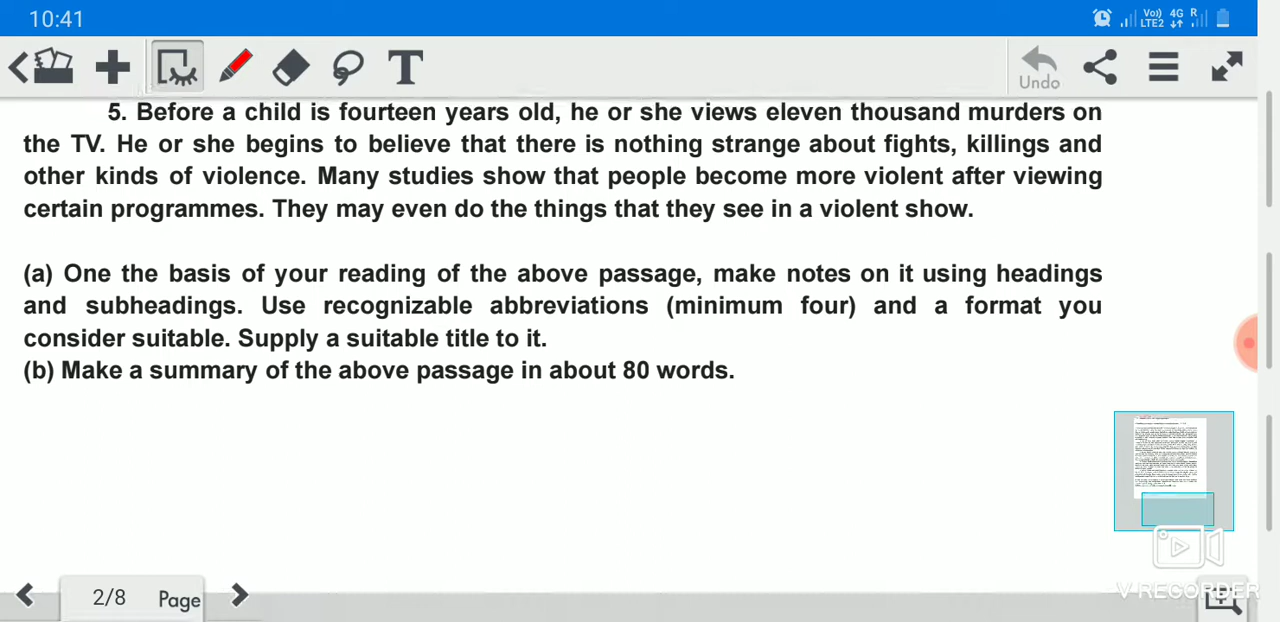 10:41
Vo)) 4G R
LTE2
Undo
5. Before a child is fourteen years old, he or she views eleven thousand murders on
the TV. He or she begins to believe that there is nothing strange about fights, killings and
other kinds of violence. Many studies show that people become more violent after viewing
certain programmes. They may even do the things that they see in a violent show.
(a) One the basis of your reading of the above passage, make notes on it using headings
and subheadings. Use recognizable abbreviations (minimum four) and a format you
consider suitable. Supply a suitable title to it.
(b) Make a summary of the above passage in about 80 words.
2/8 Page
V RECORDER